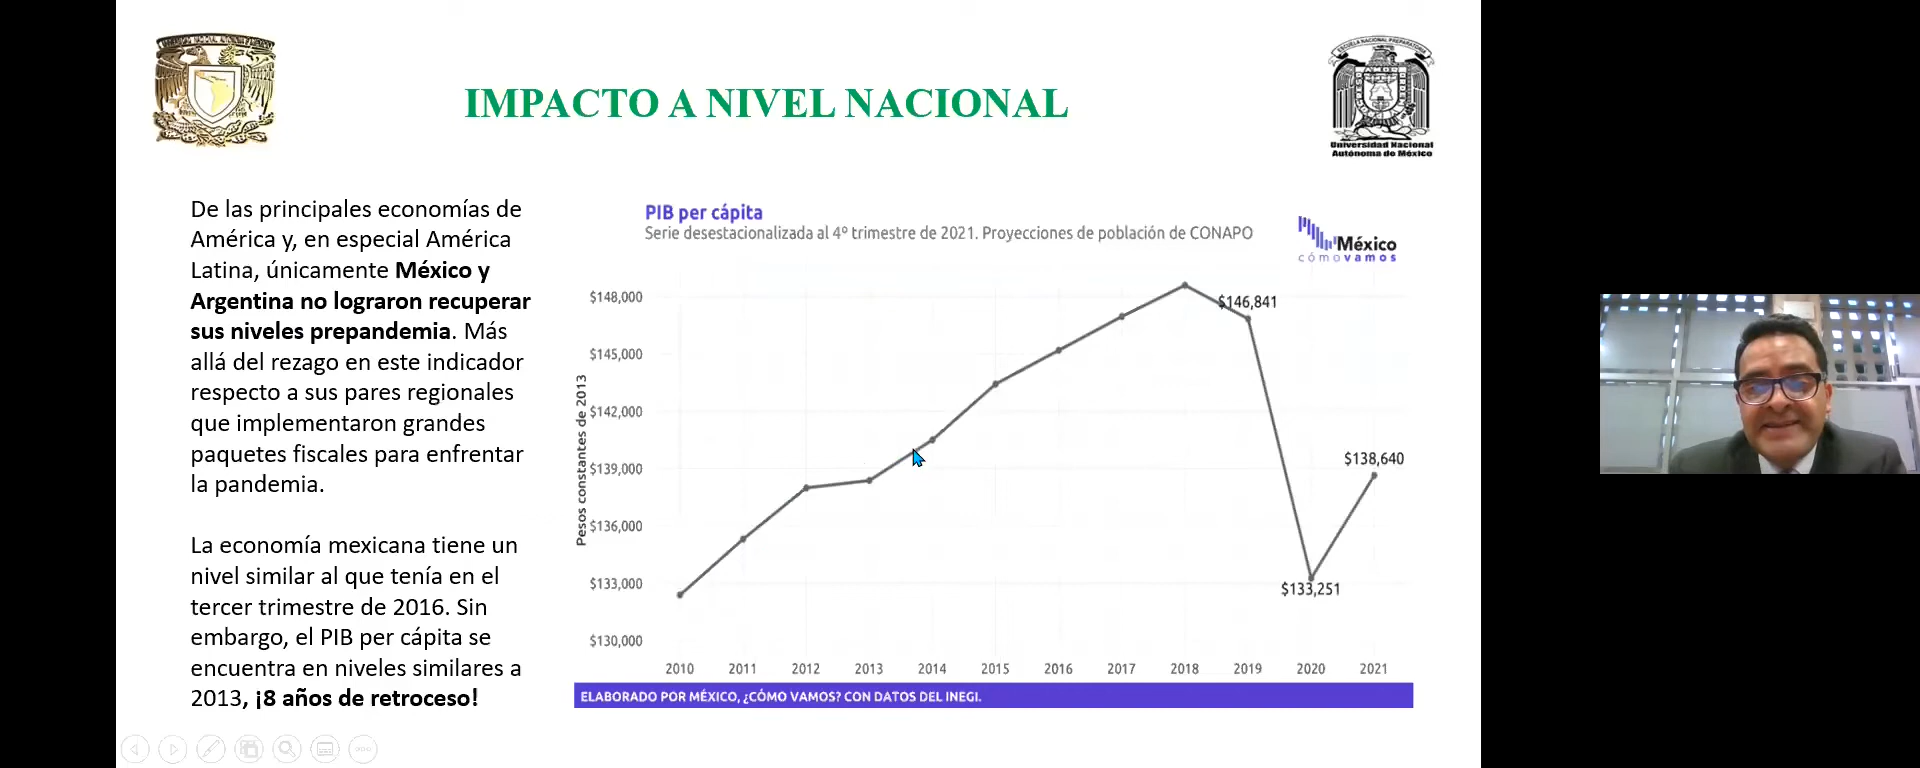 IMPACTO A NIVEL NACIONAL
Universidad Nacional
Autónoma de México
De las principales economías de
América y, en especial América
Latina, únicamente México y
Argentina no lograron recuperar
sus niveles prepandemia. Más
allá del rezago en este indicador
respecto a sus pares regionales
que implementaron grandes
paquetes fiscales para enfrentar
la pandemia.
La economía mexicana tiene un
nivel similar al que tenía en el
tercer trimestre de 2016. Sin
embargo, el PIB per cápita se
encuentra en niveles similares a
2013, ¡8 años de retroceso!
PIB per cápita
Serie desestacionalizada al 4º trimestre de 2021. Proyecciones de población de CONAPO
México
cómovamos
Pesos constantes de 2013
$148,000
$145,000
$142,000
$139,000
$136,000
$133,000
$130,000
$146,841
$138,640
$133,251
2010 2011 2012 2013 2014 2015 2016 2017 2018 2019 2020 2021
ELABORADO POR MÉXICO, ¿CÓMO VAMOS? CON DATOS DEL INEGI.